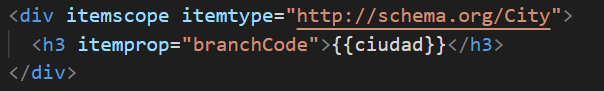 <div itemscope itemtype="http://schema.org/City">
<h3 itemprop="branchCode">{{ciudad}}</h3>
</div>